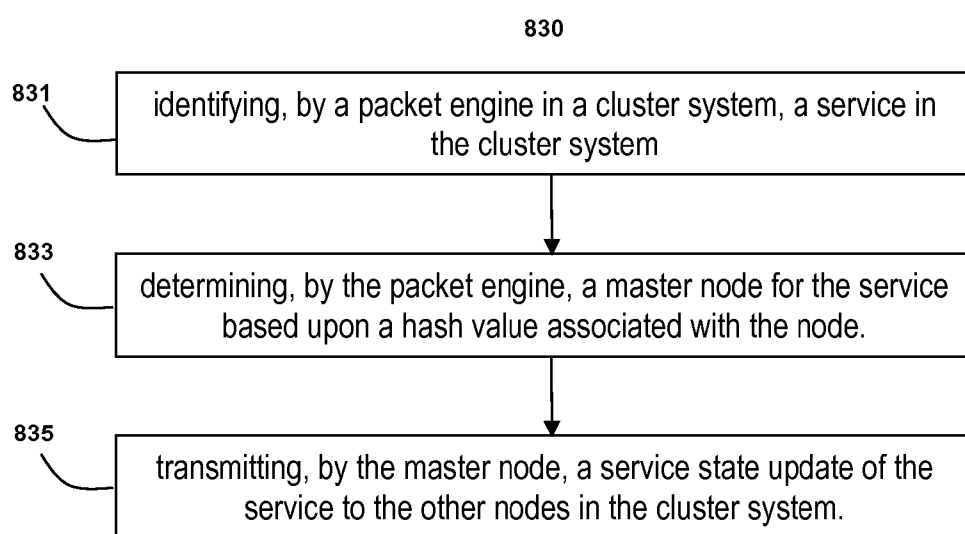 830
831
identifying, by a packet engine in a cluster system, a service in
the cluster system
833
determining, by the packet engine, a master node for the service
based upon a hash value associated with the node.
835
transmitting, by the master node, a service state update of the
service to the other nodes in the cluster system.